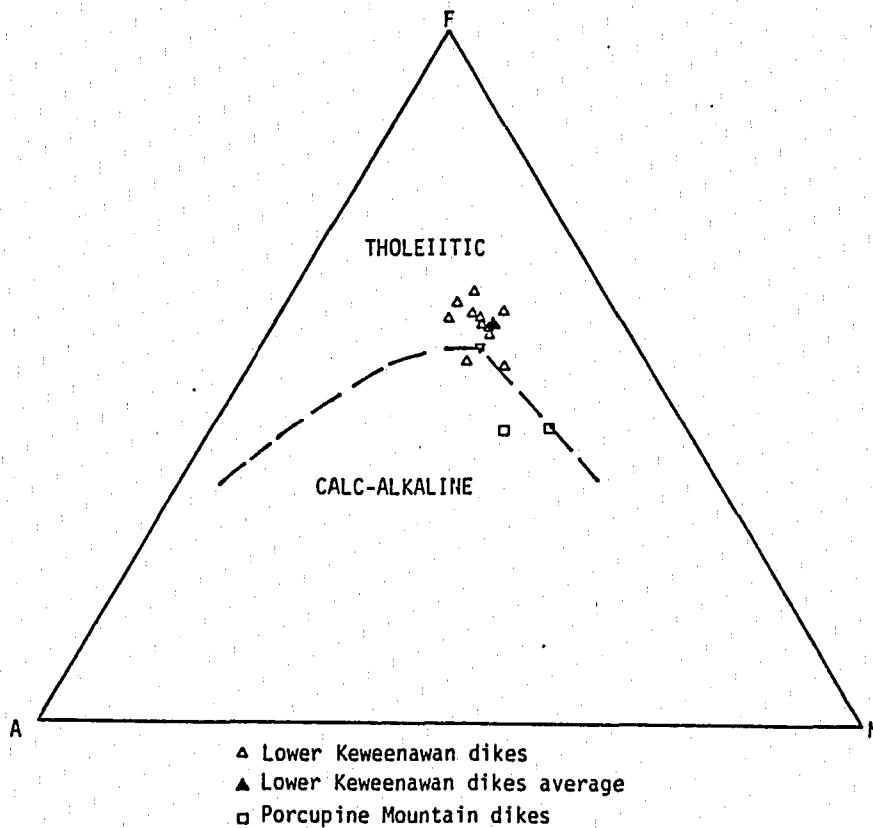 F
THOLEIITIC
CALC-ALKALINE
A
Lower Keweenawan dikes
Lower Keweenawan dikes average
Porcupine Mountain dikes